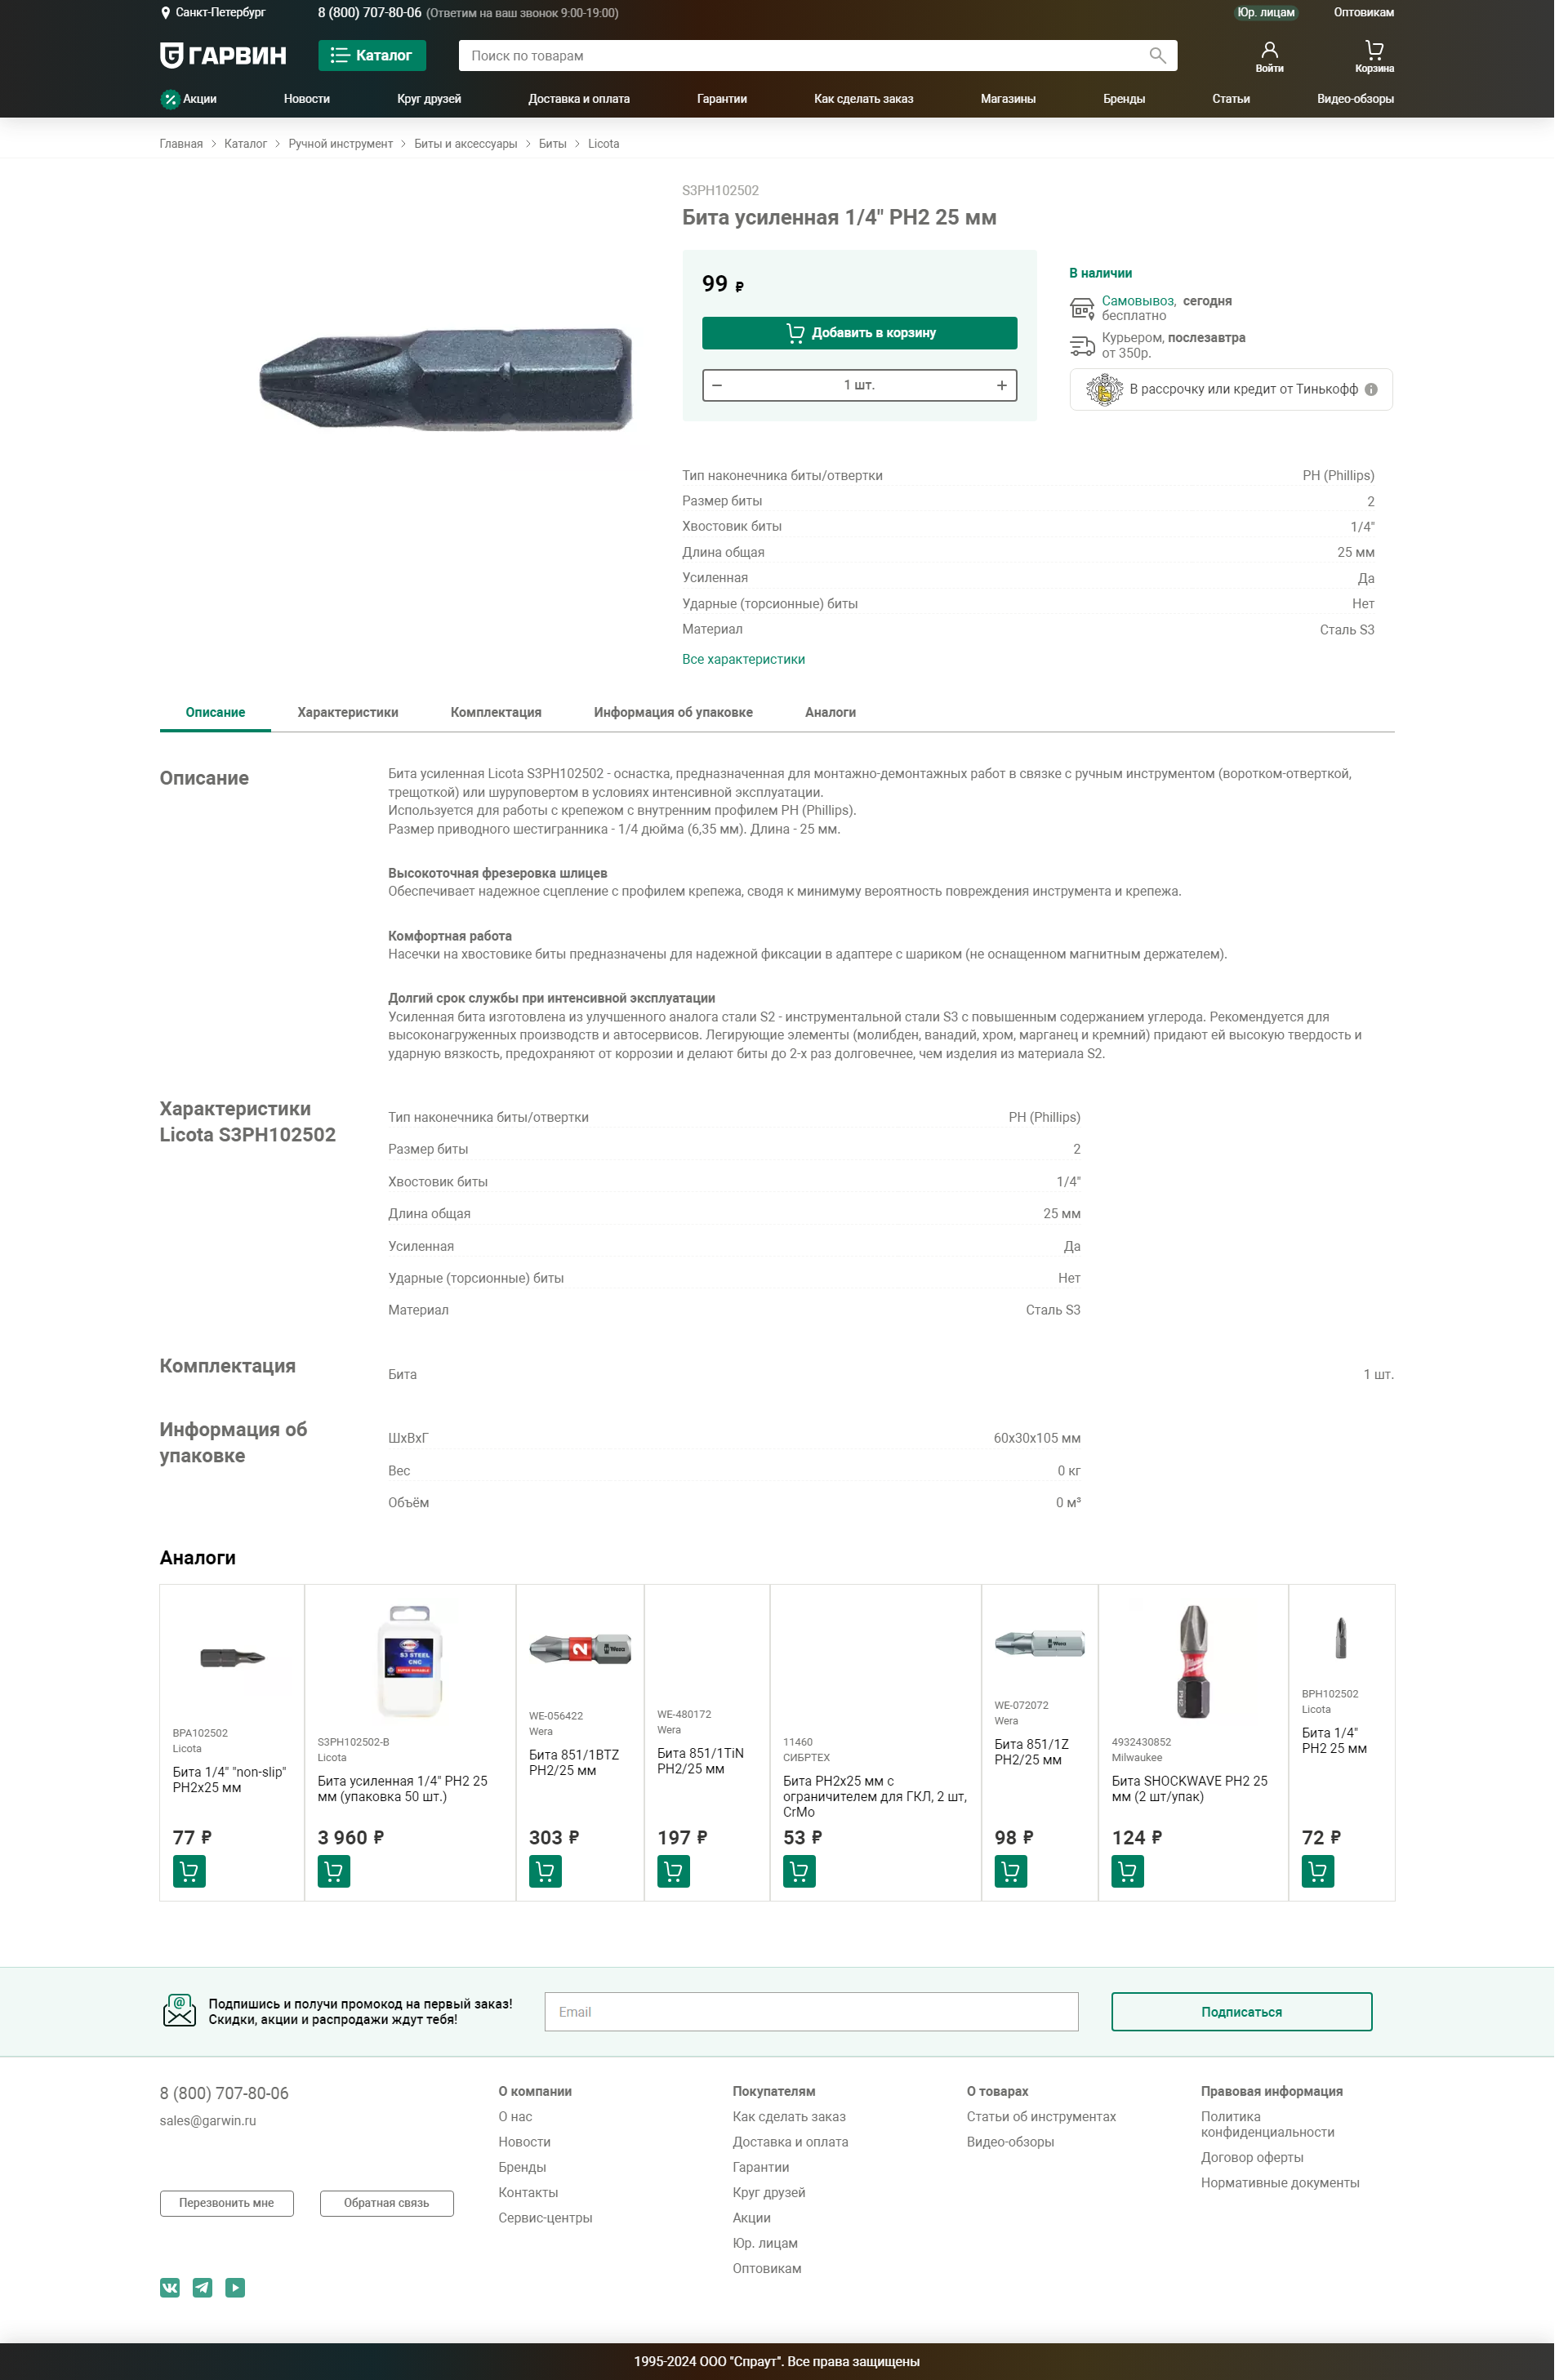 Санкт-Петербург
8 (800) 707-80-06 (Ответим на ваш звонок 9:00-19:00)
Юр. лицам
Оптовикам
ГАРВИН
Каталог
Поиск по товарам
Войти
Корзина
Акции
Новости
Круг друзей
Доставка и оплата
Гарантии
Как сделать заказ
Магазины
Бренды
Статьи
Видео-обзоры
Главная
Каталог
Ручной инструмент
Биты и аксессуары
Биты
Licota
S3PH102502
Бита усиленная 1/4" PH2 25 мм
99 ₽
Добавить в корзину
1 шт.
В наличии
Самовывоз, сегодня
бесплатно
Курьером, послезавтра
от 350р.
В рассрочку или кредит от Тинькофф
Тип наконечника биты/отвертки PH (Phillips)
Размер биты 2
Хвостовик биты 1/4"
Длина общая 25 мм
Усиленная Да
Ударные (торсионные) биты Нет
Материал Сталь S3
Все характеристики
Описание
Характеристики
Комплектация
Информация об упаковке
Аналоги
Описание
Бита усиленная Licota S3PH102502 - оснастка, предназначенная для монтажно-демонтажных работ в связке с ручным инструментом (воротком-отверткой,
трещоткой) или шуруповертом в условиях интенсивной эксплуатации.
Используется для работы с крепежом с внутренним профилем PH (Phillips).
Размер приводного шестигранника - 1/4 дюйма (6,35 мм). Длина - 25 мм.
Высокоточная фрезеровка шлицев
Обеспечивает надежное сцепление с профилем крепежа, сводя к минимуму вероятность повреждения инструмента и крепежа.
Комфортная работа
Насечки на хвостовике биты предназначены для надежной фиксации в адаптере с шариком (не оснащенном магнитным держателем).
Долгий срок службы при интенсивной эксплуатации
Усиленная бита изготовлена из улучшенного аналога стали S2 - инструментальной стали S3 с повышенным содержанием углерода. Рекомендуется для
высоконагруженных производств и автосервисов. Легирующие элементы (молибден, ванадий, хром, марганец и кремний) придают ей высокую твердость и
ударную вязкость, предохраняют от коррозии и делают биты до 2-х раз долговечнее, чем изделия из материала S2.
Характеристики
Licota S3PH102502
Тип наконечника биты/отвертки PH (Phillips)
Размер биты 2
Хвостовик биты 1/4"
Длина общая 25 мм
Усиленная Да
Ударные (торсионные) биты Нет
Материал Сталь S3
Комплектация
Бита 1 шт.
Информация об
упаковке
ШхВхГ 60x30x105 мм
Вес 0 кг
Объём 0 м³
Аналоги
BPA102502
Licota
Бита 1/4" "non-slip"
PH2x25 мм
77 ₽
S3 STEEL
CNC
S3PH102502-B
Licota
Бита усиленная 1/4" PH2 25
мм (упаковка 50 шт.)
3 960 ₽
2
Wera
WE-056422
Wera
Бита 851/1BTZ
PH2/25 мм
303 ₽
WE-480172
Wera
Бита 851/1TiN
PH2/25 мм
197 ₽
11460
СИБРТЕХ
Бита PH2x25 мм с
ограничителем для ГКЛ, 2 шт,
CrMo
53 ₽
Wera
WE-072072
Wera
Бита 851/1Z
PH2/25 мм
98 ₽
PH2
4932430852
Milwaukee
Бита SHOCKWAVE PH2 25
мм (2 шт/упак)
124 ₽
BPH102502
Licota
Бита 1/4"
PH2 25 мм
72 ₽
Подпишись и получи промокод на первый заказ!
Скидки, акции и распродажи ждут тебя!
Email
Подписаться
8 (800) 707-80-06
sales@garwin.ru
Перезвонить мне
Обратная связь
О компании
О нас
Новости
Бренды
Контакты
Сервис-центры
Покупателям
Как сделать заказ
Доставка и оплата
Гарантии
Круг друзей
Акции
Юр. лицам
Оптовикам
О товарах
Статьи об инструментах
Видео-обзоры
Правовая информация
Политика
конфиденциальности
Договор оферты
Нормативные документы
1995-2024 ООО "Спраут". Все права защищены